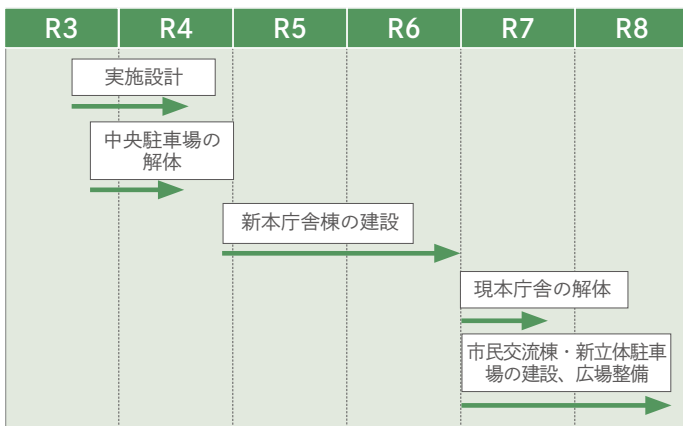 R3 R4 R5 R6 R7 R8
実施設計
中央駐車場の
解体
新本庁舎棟の建設
現本庁舎の解体
市民交流棟・新立体駐車
場の建設、広場整備